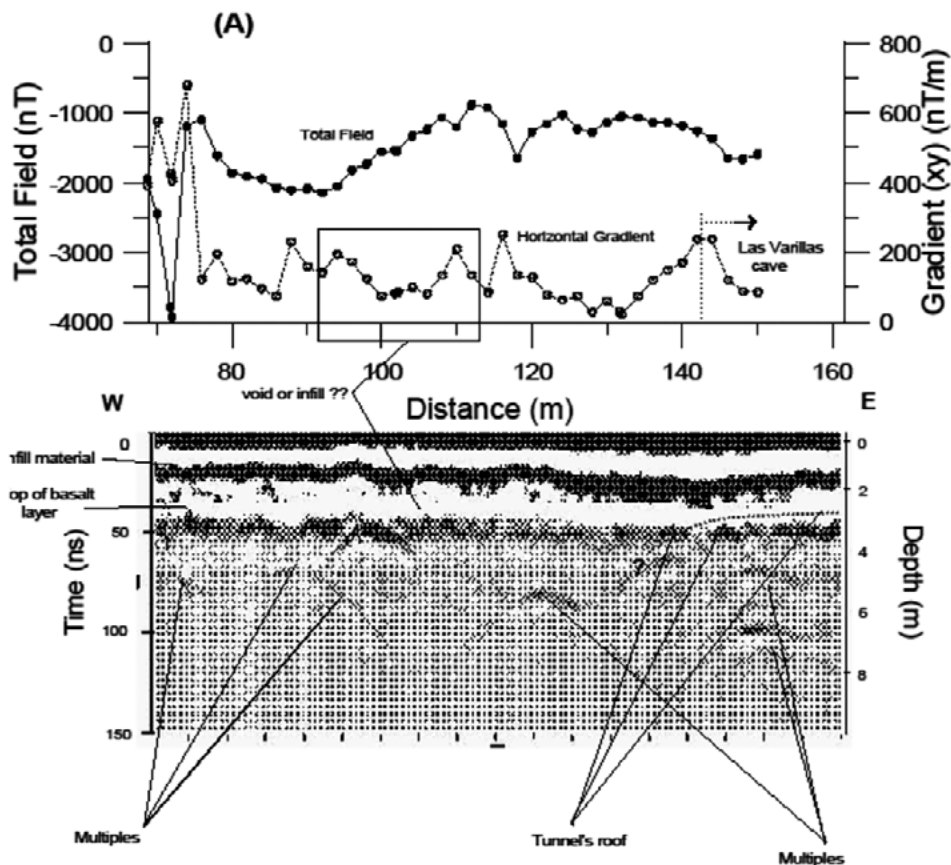 (A)
0
-1000
-2000
-3000
-4000
Total Field (nT)
800
600
400
200
0
Gradient (xy) (nT/m)
Total Field
Horizontal Gradient
Las Varillas
cave
80
100
120
140
160
void or infill ??
W
Distance (m)
E
nfill material
op of basalt
layer
0
50
100
150
Time (ns)
0
2
4
6
8
Depth (m)
?
Multiples
Tunnel's roof
Multiples